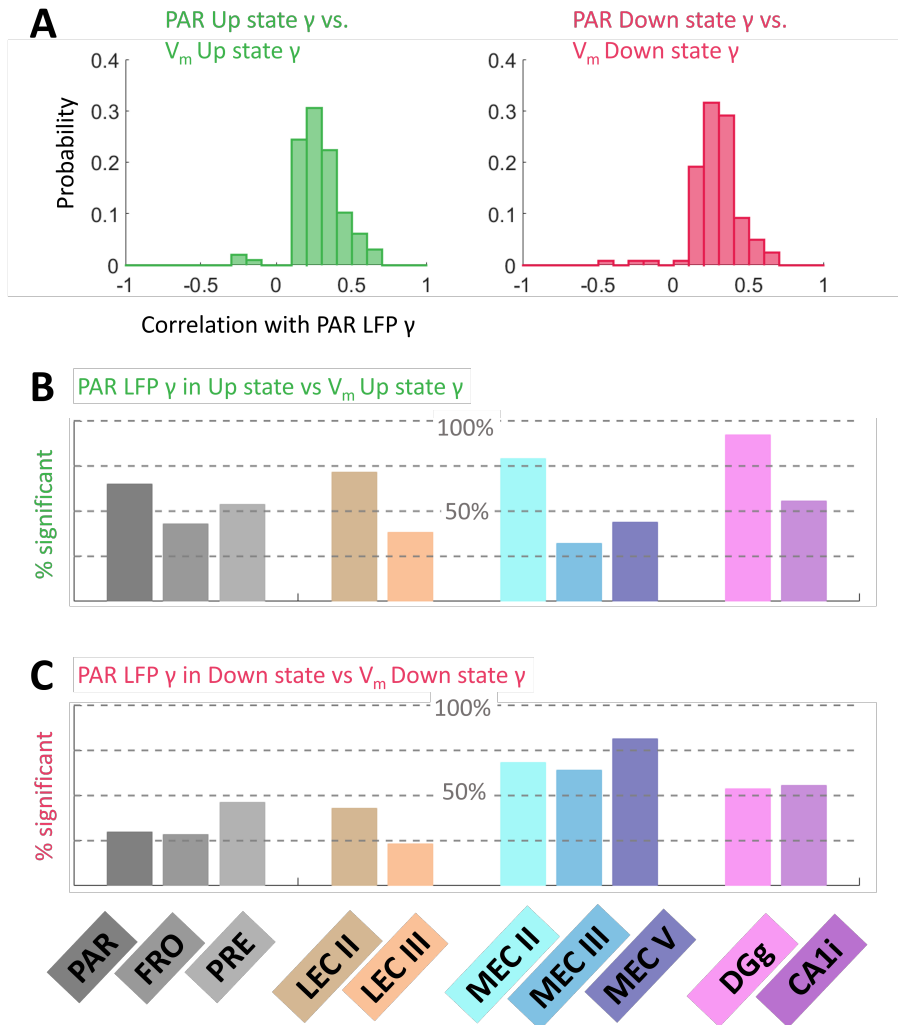 A
PAR Up state γ vs.
Vm Up state γ
PAR Down state γ vs.
Vm Down state γ
Probability
0.4
0.3
0.2
0.1
0
-1
-0.5
0
0.5
1
0.4
0.3
0.2
0.1
0
-1
-0.5
0
0.5
1
Correlation with PAR LFP γ
B
PAR LFP γ in Up state vs Vm Up state γ
% significant
100%
50%
C
PAR LFP γ in Down state vs Vm Down state γ
% significant
100%
50%
PAR
FRO
PRE
LEC II
LEC III
MEC II
MEC III
MEC V
DGg
CA1i